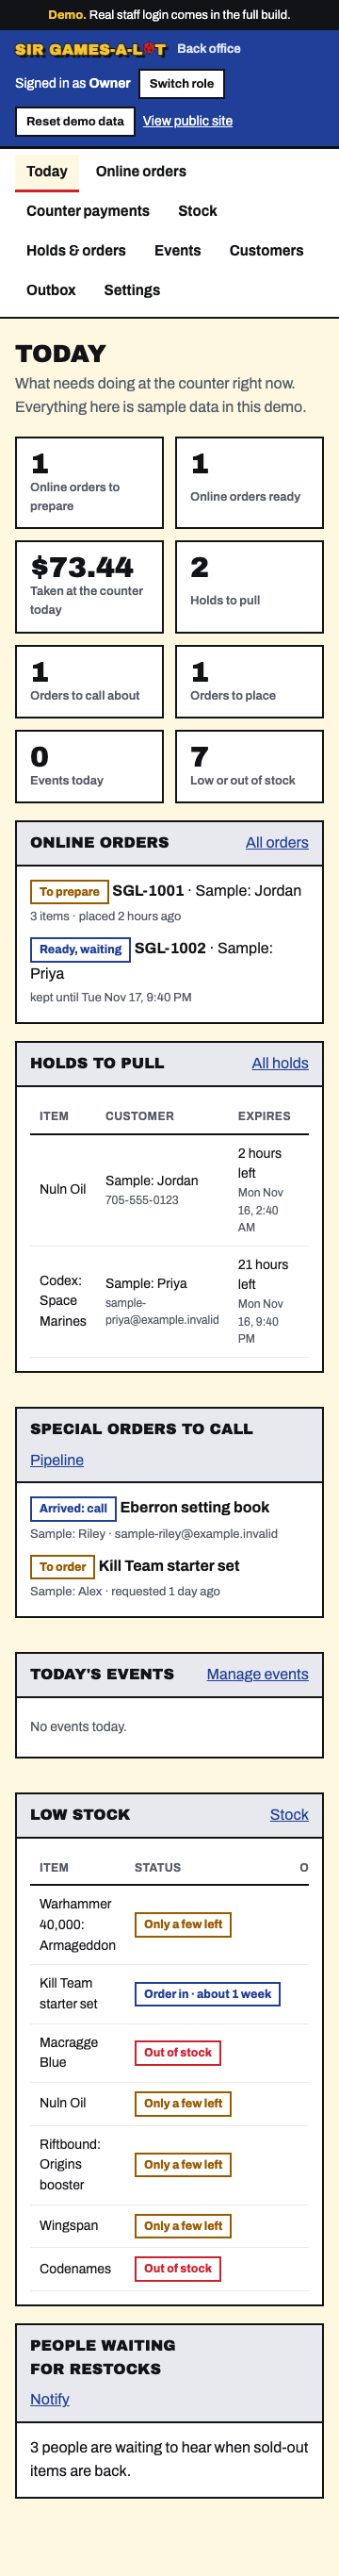 Demo. Real staff login comes in the full build.
SIR GAMES-A-LOT Back office
Signed in as Owner Switch role
Reset demo data View public site
Today Online orders
Counter payments Stock
Holds & orders Events Customers
Outbox Settings
TODAY
What needs doing at the counter right now.
Everything here is sample data in this demo.
1
Online orders to
prepare
1
Online orders ready
$73.44
Taken at the counter
today
2
Holds to pull
1
Orders to call about
1
Orders to place
0
Events today
7
Low or out of stock
ONLINE ORDERS All orders
To prepare SGL-1001 · Sample: Jordan
3 items · placed 2 hours ago
Ready, waiting SGL-1002 · Sample:
Priya
kept until Tue Nov 17, 9:40 PM
HOLDS TO PULL All holds
ITEM CUSTOMER EXPIRES
Nuln Oil
Sample: Jordan
705-555-0123
2 hours
left
Mon Nov
16, 2:40
AM
Codex:
Space
Marines
Sample: Priya
sample-
priya@example.invalid
21 hours
left
Mon Nov
16, 9:40
PM
SPECIAL ORDERS TO CALL
Pipeline
Arrived: call Eberron setting book
Sample: Riley · sample-riley@example.invalid
To order Kill Team starter set
Sample: Alex · requested 1 day ago
TODAY'S EVENTS Manage events
No events today.
LOW STOCK Stock
ITEM STATUS O
Warhammer
40,000:
Armageddon
Only a few left
Kill Team
starter set
Order in · about 1 week
Macragge
Blue
Out of stock
Nuln Oil Only a few left
Riftbound:
Origins
booster
Only a few left
Wingspan Only a few left
Codenames Out of stock
PEOPLE WAITING
FOR RESTOCKS
Notify
3 people are waiting to hear when sold-out
items are back.